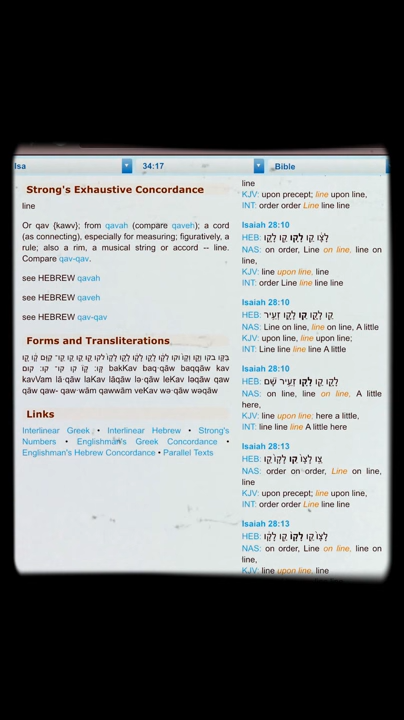 Isa
34:17
Bible
Strong's Exhaustive Concordance
line
Or qav {kawv}; from qavah (compare qaveh); a cord
(as connecting), especially for measuring; figuratively, a
rule; also a rim, a musical string or accord -- line.
Compare qav-qav.
see HEBREW qavah
see HEBREW qaveh
see HEBREW qav-qav
Forms and Transliterations
bakKav baq·qāw baqqāw kav
kavVam lā·qāw laKav lāqāw lə·qāw leKav ləqāw qaw
qāw qaw- qaw·wām qawwām veKav wə·qāw wəqāw
Links
Interlinear Greek • Interlinear Hebrew • Strong's
Numbers • Englishman's Greek Concordance •
Englishman's Hebrew Concordance • Parallel Texts
line
KJV: upon precept; line upon line,
INT: order order Line line line
Isaiah 28:10
HEB: לָצָ֔ו קַ֥ו לָקָ֖ו קַ֣ו לָקָ֑ו
NAS: on order, Line on line, line on
line,
KJV: line upon line, line
INT: order Line line line line
Isaiah 28:10
HEB: קַ֥ו לָקָ֖ו קַ֣ו לָקָ֑ו זְעֵ֥יר
NAS: Line on line, line on line, A little
KJV: upon line, line upon line;
INT: Line line line line A little
Isaiah 28:10
HEB: לָקָ֖ו קַ֣ו לָקָ֑ו זְעֵ֥יר שָׁ֖ם
NAS: on line, line on line, A little
here,
KJV: line upon line; here a little,
INT: line line line A little here
Isaiah 28:13
HEB: צַ֣ו לָצָ֗ו קַ֤ו לָקָו֙ קַ֣ו
NAS: order on order, Line on line,
line
KJV: upon precept; line upon line,
INT: order order Line line line
Isaiah 28:13
HEB: לָצָ֗ו קַ֤ו לָקָו֙ קַ֣ו לָקָ֔ו
NAS: on order, Line on line, line on
line,
KJV: line upon line, line